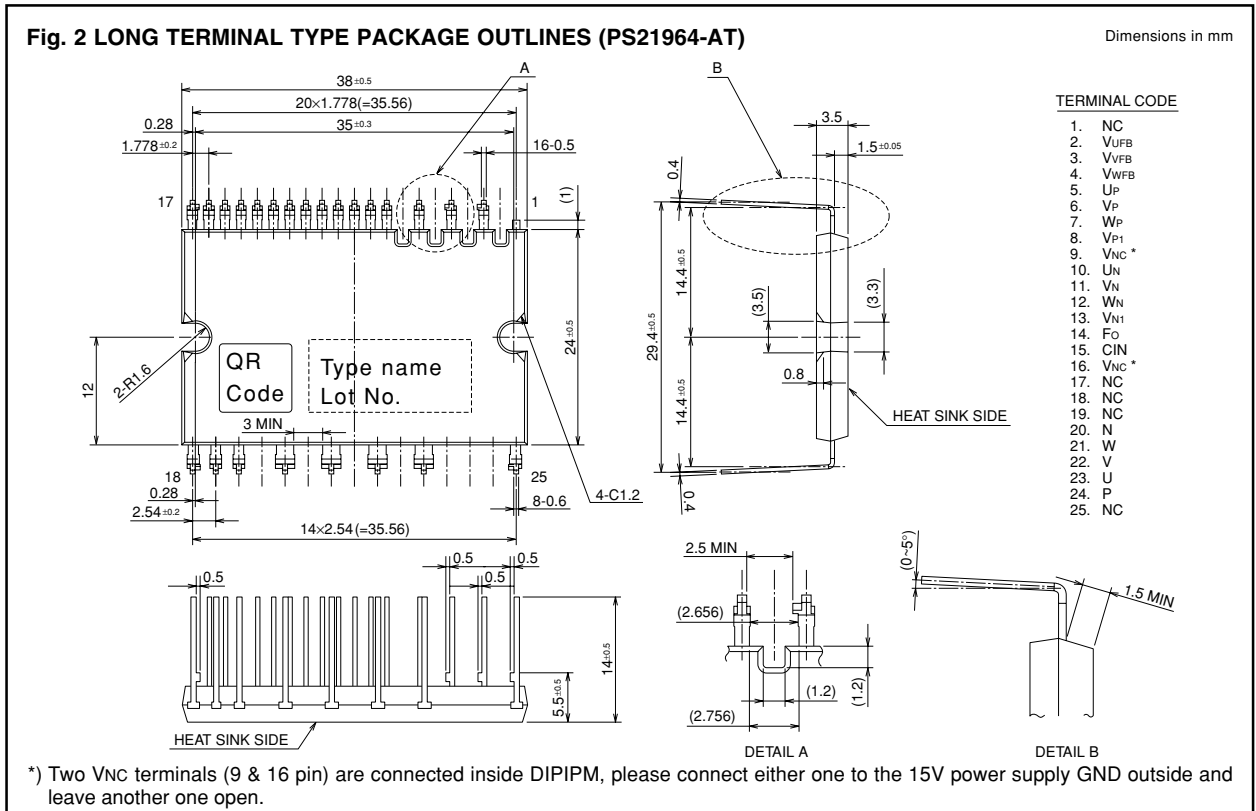 Fig. 2 LONG TERMINAL TYPE PACKAGE OUTLINES (PS21964-AT)
Dimensions in mm
A
B
38±0.5
20×1.778(=35.56)
35±0.3
0.28
1.778±0.2
16-0.5
17
1
(1)
QR
Code
Type name
Lot No.
2-R1.6
12
24±0.5
3 MIN
18
25
0.28
2.54±0.2
14×2.54(=35.56)
8-0.6
4-C1.2
3.5
1.5±0.05
0.4
14.4±0.5
29.4±0.5
14.4±0.5
(3.5)
(3.3)
0.8
0.4
HEAT SINK SIDE
TERMINAL CODE
1. NC
2. VUFB
3. VVFB
4. VWFB
5. UP
6. VP
7. WP
8. VP1
9. VNC *
10. UN
11. VN
12. WN
13. VN1
14. FO
15. CIN
16. VNC *
17. NC
18. NC
19. NC
20. N
21. W
22. V
23. U
24. P
25. NC
0.5
0.5
0.5
0.5
14±0.5
5.5±0.5
HEAT SINK SIDE
2.5 MIN
(2.656)
(1.2)
(1.2)
(2.756)
DETAIL A
(0~5°)
1.5 MIN
DETAIL B
*) Two VNC terminals (9 & 16 pin) are connected inside DIPIPM, please connect either one to the 15V power supply GND outside and
leave another one open.